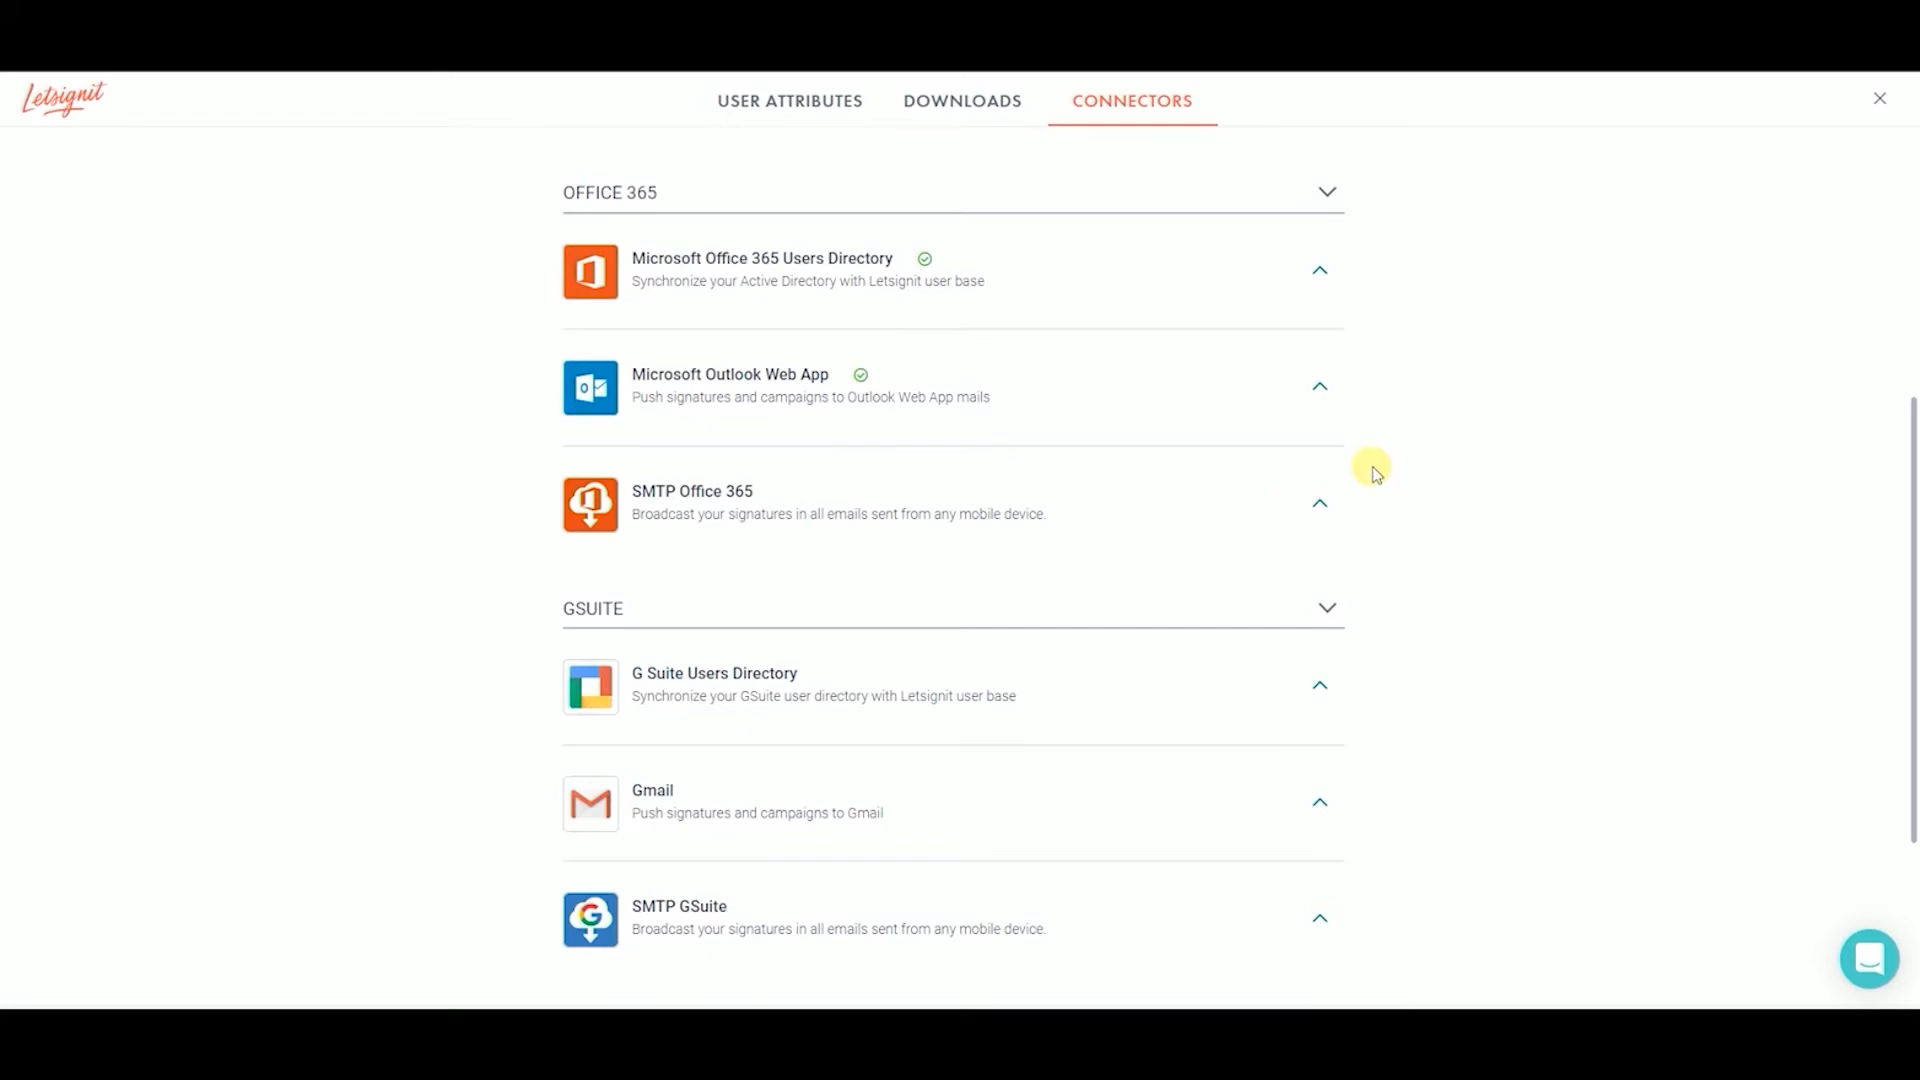 Letsignit
USER ATTRIBUTES
DOWNLOADS
CONNECTORS
OFFICE 365
Microsoft Office 365 Users Directory
Synchronize your Active Directory with Letsignit user base
Microsoft Outlook Web App
Push signatures and campaigns to Outlook Web App mails
SMTP Office 365
Broadcast your signatures in all emails sent from any mobile device.
GSUITE
G Suite Users Directory
Synchronize your GSuite user directory with Letsignit user base
Gmail
Push signatures and campaigns to Gmail
SMTP GSuite
Broadcast your signatures in all emails sent from any mobile device.